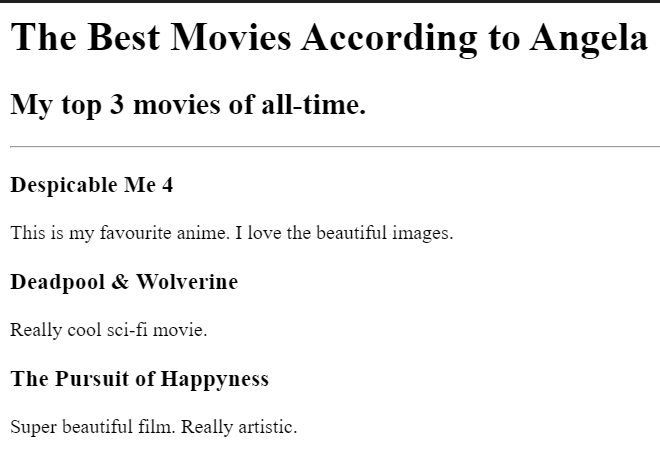 The Best Movies According to Angela
My top 3 movies of all-time.
Despicable Me 4
This is my favourite anime. I love the beautiful images.
Deadpool & Wolverine
Really cool sci-fi movie.
The Pursuit of Happyness
Super beautiful film. Really artistic.